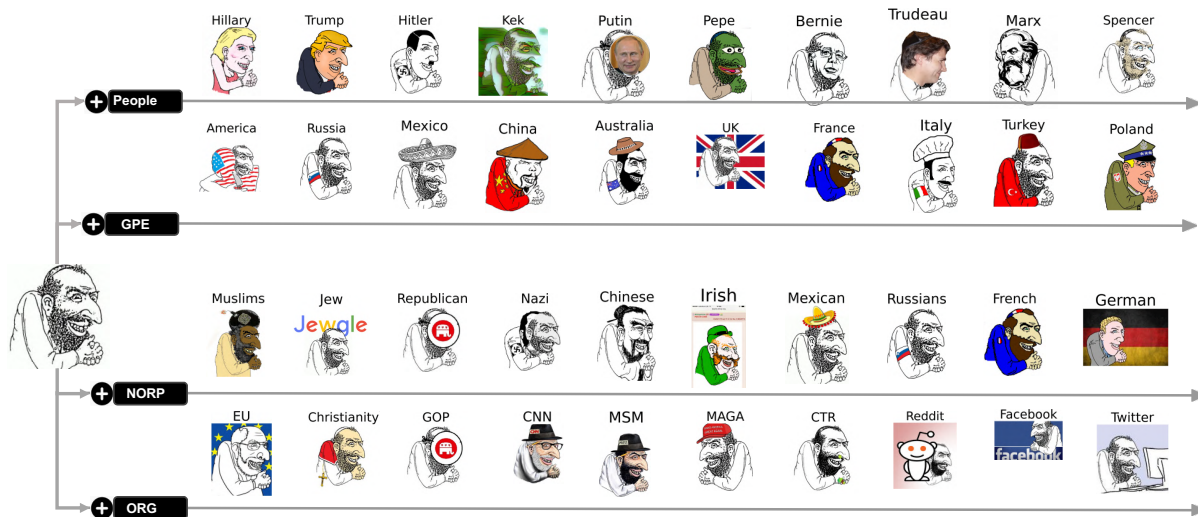 Hillary Trump Hitler Kek Putin Pepe Bernie Trudeau Marx Spencer
People
America Russia Mexico China Australia UK France Italy Turkey Poland
GPE
Muslims Jew Republican Nazi Chinese Irish Mexican Russians French German
Jewgle
NORP
EU Christianity GOP CNN MSM MAGA CTR Reddit Facebook Twitter
facebook
ORG